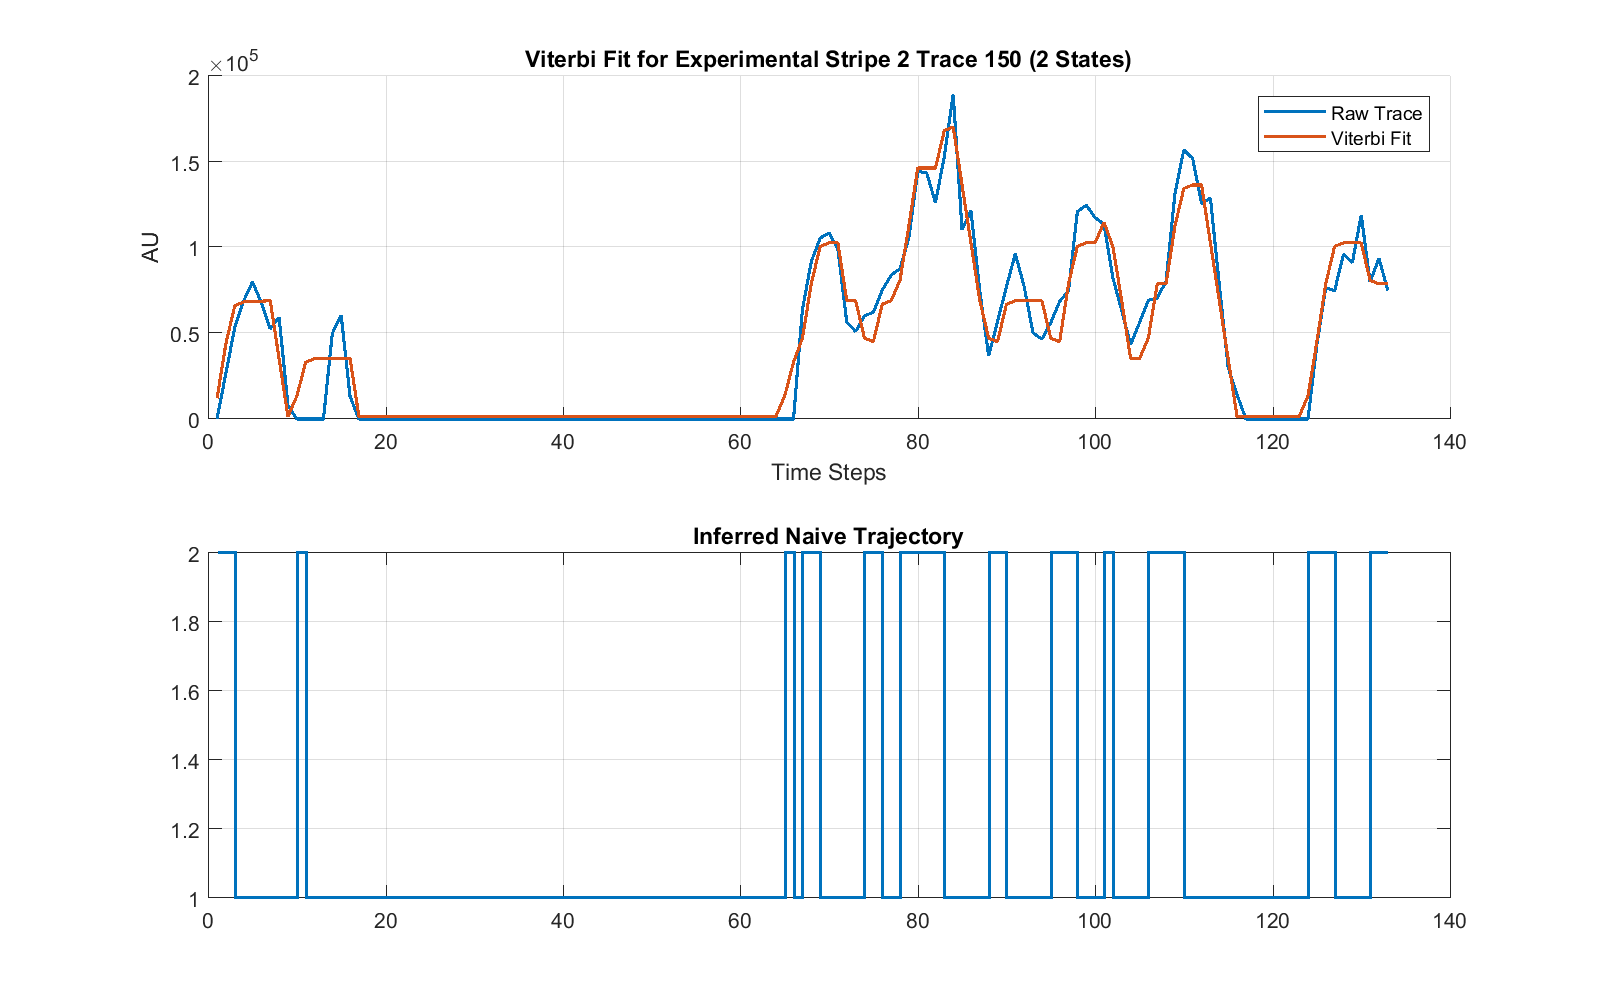 Viterbi Fit for Experimental Stripe 2 Trace 150 (2 States)
×10^5
2
1.5
1
0.5
0
AU
Raw Trace
Viterbi Fit
0 20 40 60 80 100 120 140
Time Steps
Inferred Naive Trajectory
2
1.8
1.6
1.4
1.2
1
0 20 40 60 80 100 120 140